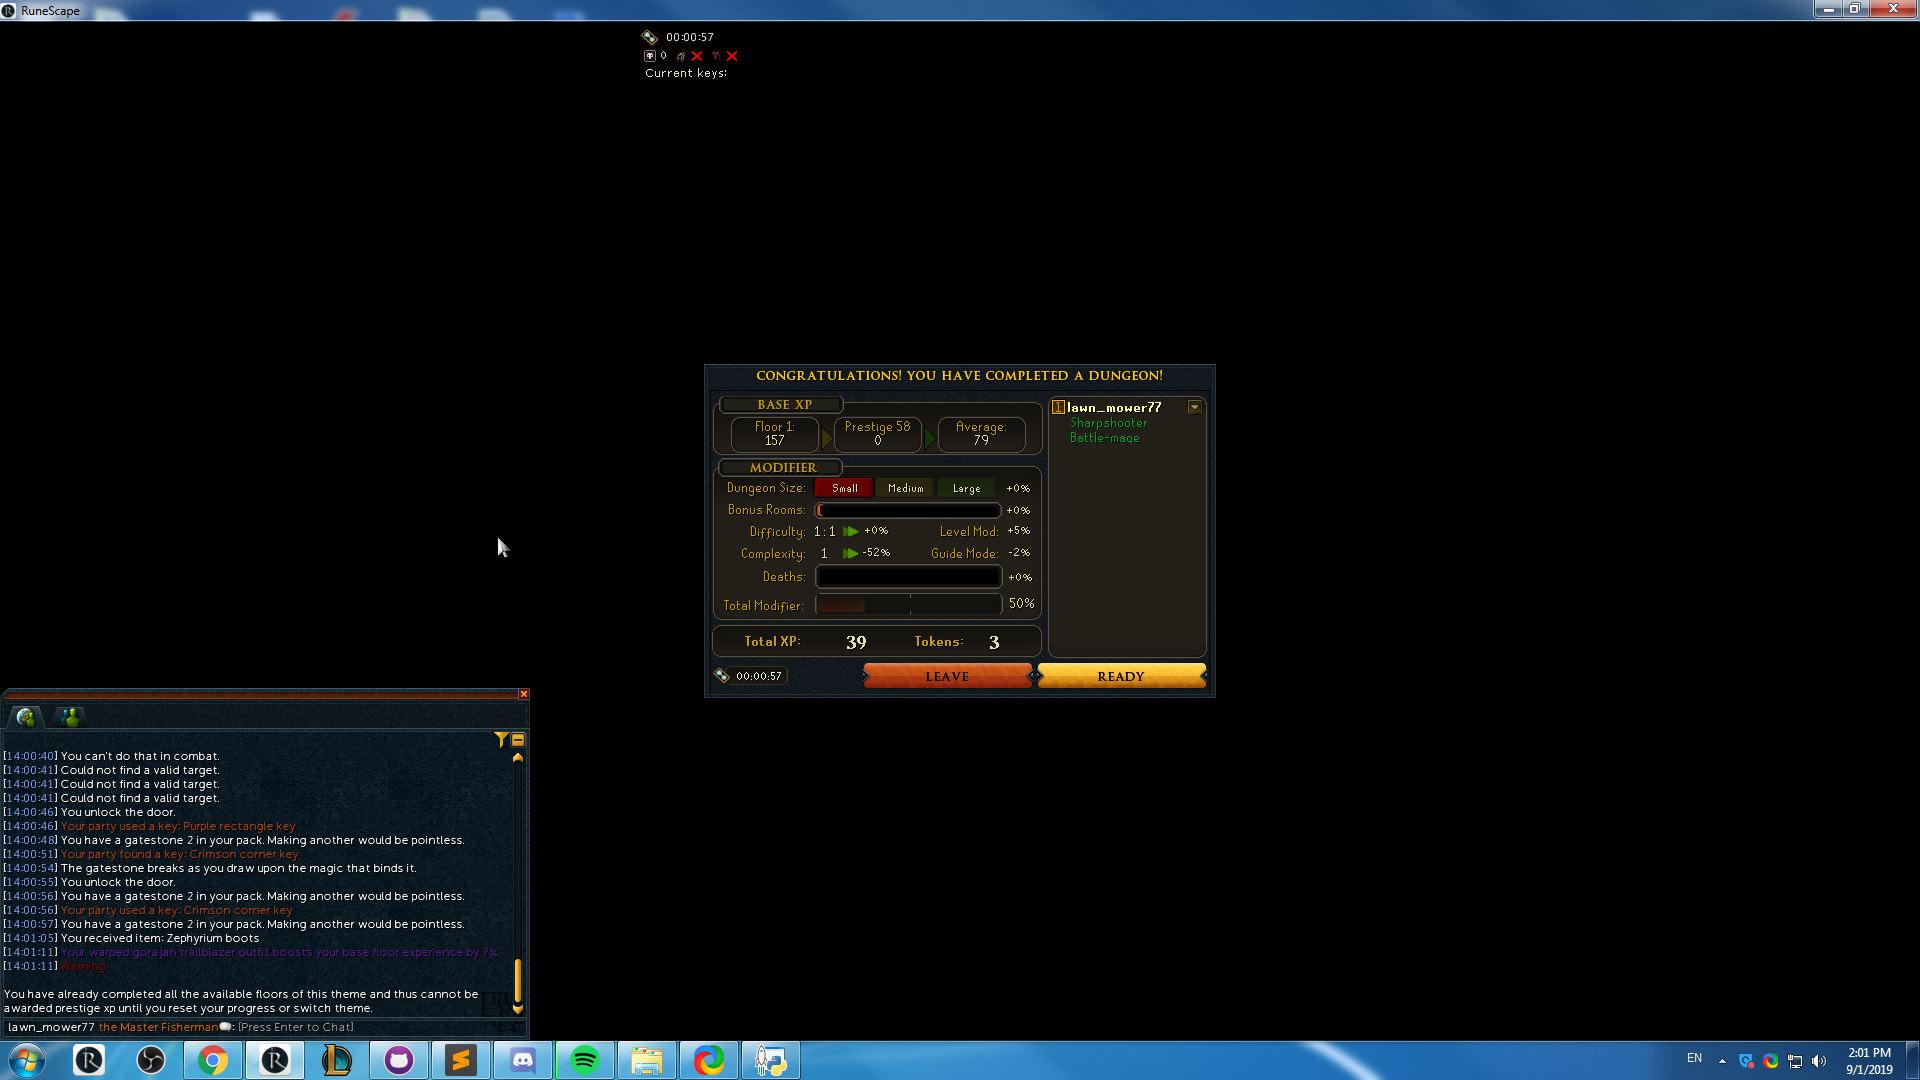 RuneScape
00:00:57
0
Current keys:
CONGRATULATIONS! YOU HAVE COMPLETED A DUNGEON!
BASE XP
Floor 1: 157
Prestige 58 0
Average: 79
MODIFIER
Dungeon Size: Small Medium Large +0%
Bonus Rooms: +0%
Difficulty: 1:1 +0% Level Mod: +5%
Complexity: 1 -52% Guide Mode: -2%
Deaths: +0%
Total Modifier: 50%
Total XP: 39 Tokens: 3
00:00:57 LEAVE READY
1 lawn_mower77
Sharpshooter
Battle-mage
[14:00:40] You can't do that in combat.
[14:00:41] Could not find a valid target.
[14:00:41] Could not find a valid target.
[14:00:41] Could not find a valid target.
[14:00:46] You unlock the door.
[14:00:46] Your party used a key: Purple rectangle key
[14:00:48] You have a gatestone 2 in your pack. Making another would be pointless.
[14:00:51] Your party found a key: Crimson corner key
[14:00:54] The gatestone breaks as you draw upon the magic that binds it.
[14:00:55] You unlock the door.
[14:00:56] You have a gatestone 2 in your pack. Making another would be pointless.
[14:00:56] Your party used a key: Crimson corner key
[14:00:57] You have a gatestone 2 in your pack. Making another would be pointless.
[14:01:05] You received item: Zephyrium boots
[14:01:11] Your warped gorajan trailblazer outfit boosts your base floor experience by 7%.
[14:01:11] Warning:
You have already completed all the available floors of this theme and thus cannot be
awarded prestige xp until you reset your progress or switch theme.
lawn_mower77 the Master Fisherman: [Press Enter to Chat]
EN
2:01 PM
9/1/2019